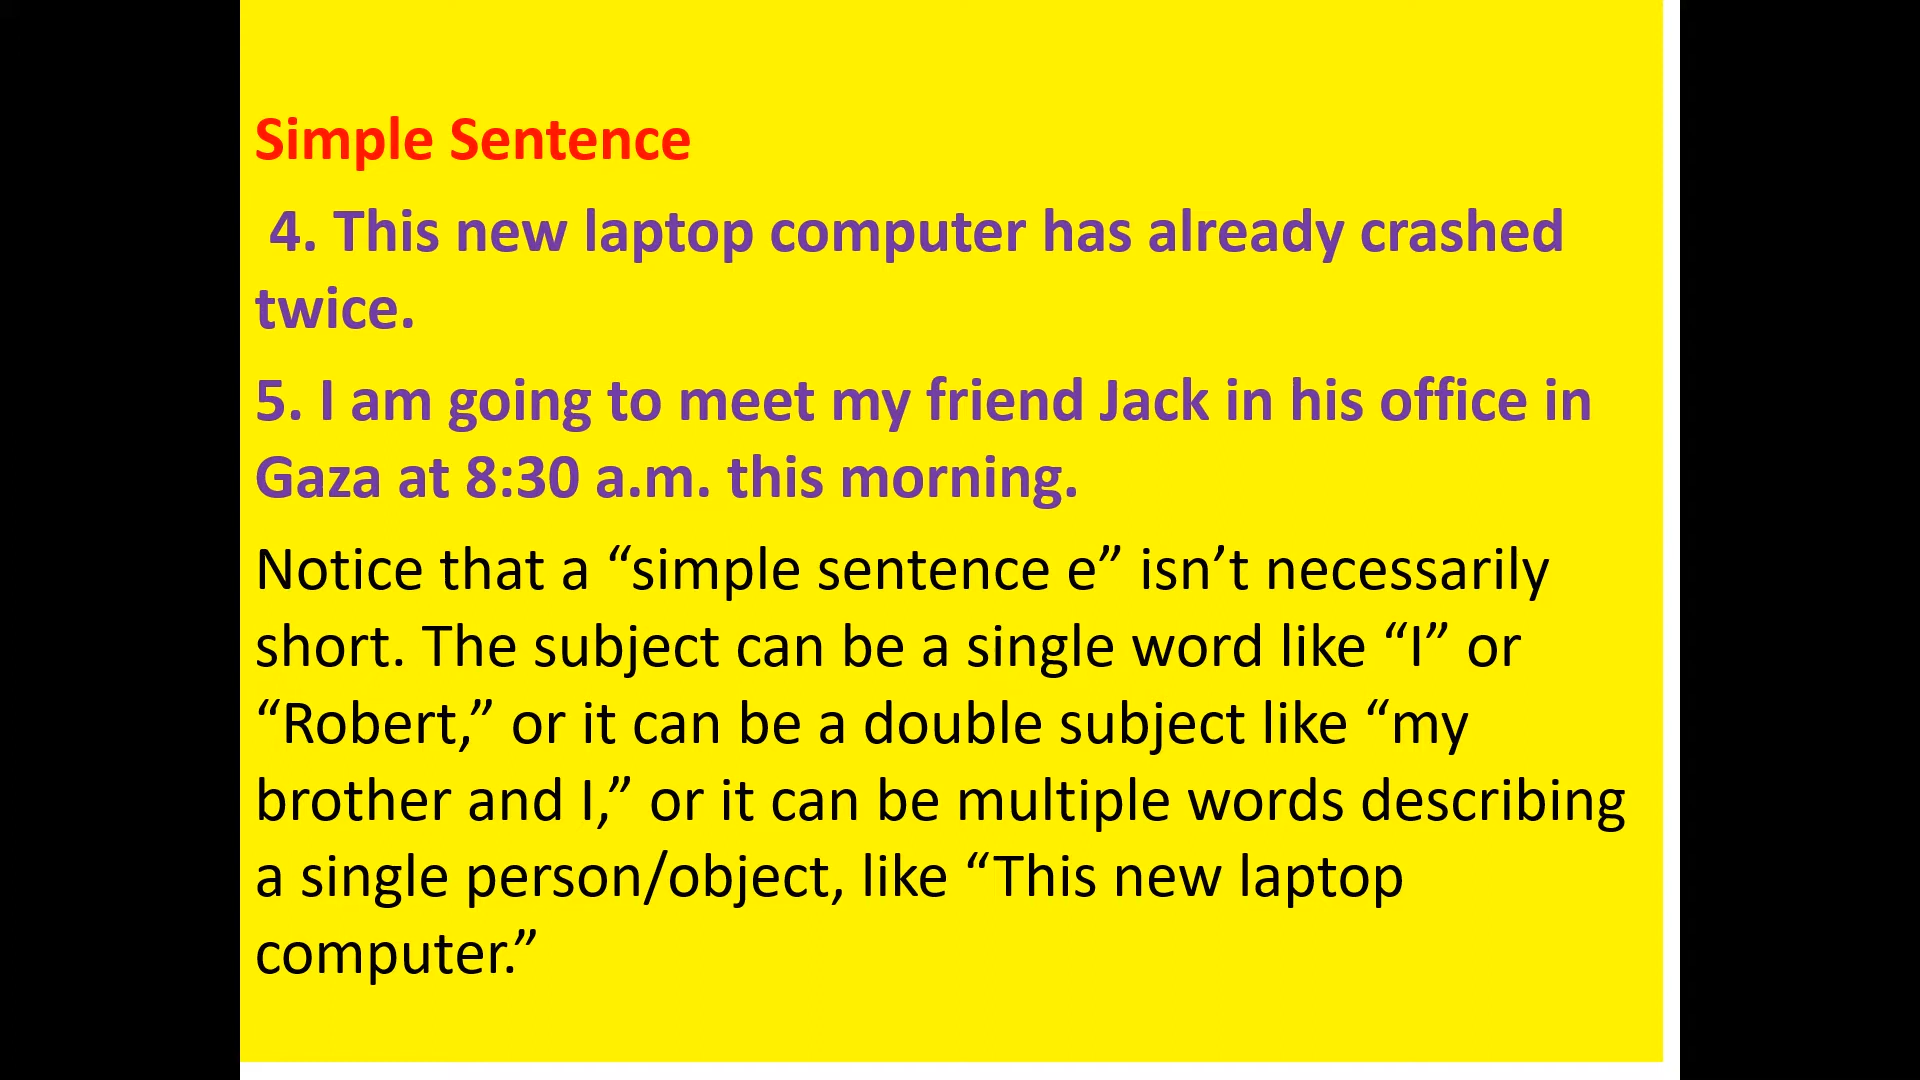 Simple Sentence
4. This new laptop computer has already crashed
twice.
5. I am going to meet my friend Jack in his office in
Gaza at 8:30 a.m. this morning.
Notice that a “simple sentence e” isn’t necessarily
short. The subject can be a single word like “I” or
“Robert,” or it can be a double subject like “my
brother and I,” or it can be multiple words describing
a single person/object, like “This new laptop
computer.”